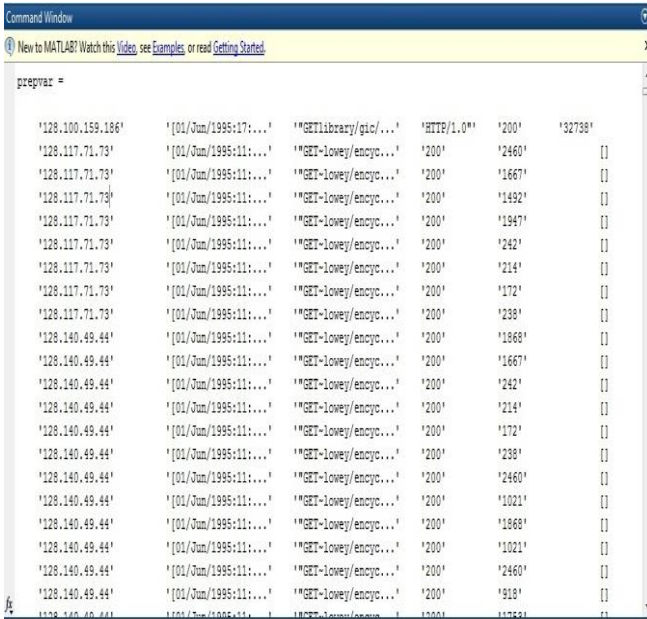 Command Window
New to MATLAB? Watch this Video, see Examples, or read Getting Started.
prepvar =
'128.100.159.186' '[01/Jun/1995:17:...' '"GETlibrary/gic/...' 'HTTP/1.0"' '200' '32738'
'128.117.71.73' '[01/Jun/1995:11:...' '"GET~lowey/encyc...' '200' '2460' []
'128.117.71.73' '[01/Jun/1995:11:...' '"GET~lowey/encyc...' '200' '1667' []
'128.117.71.73' '[01/Jun/1995:11:...' '"GET~lowey/encyc...' '200' '1492' []
'128.117.71.73' '[01/Jun/1995:11:...' '"GET~lowey/encyc...' '200' '1947' []
'128.117.71.73' '[01/Jun/1995:11:...' '"GET~lowey/encyc...' '200' '242' []
'128.117.71.73' '[01/Jun/1995:11:...' '"GET~lowey/encyc...' '200' '214' []
'128.117.71.73' '[01/Jun/1995:11:...' '"GET~lowey/encyc...' '200' '172' []
'128.117.71.73' '[01/Jun/1995:11:...' '"GET~lowey/encyc...' '200' '238' []
'128.140.49.44' '[01/Jun/1995:11:...' '"GET~lowey/encyc...' '200' '1868' []
'128.140.49.44' '[01/Jun/1995:11:...' '"GET~lowey/encyc...' '200' '1667' []
'128.140.49.44' '[01/Jun/1995:11:...' '"GET~lowey/encyc...' '200' '242' []
'128.140.49.44' '[01/Jun/1995:11:...' '"GET~lowey/encyc...' '200' '214' []
'128.140.49.44' '[01/Jun/1995:11:...' '"GET~lowey/encyc...' '200' '172' []
'128.140.49.44' '[01/Jun/1995:11:...' '"GET~lowey/encyc...' '200' '238' []
'128.140.49.44' '[01/Jun/1995:11:...' '"GET~lowey/encyc...' '200' '2460' []
'128.140.49.44' '[01/Jun/1995:11:...' '"GET~lowey/encyc...' '200' '1021' []
'128.140.49.44' '[01/Jun/1995:11:...' '"GET~lowey/encyc...' '200' '1868' []
'128.140.49.44' '[01/Jun/1995:11:...' '"GET~lowey/encyc...' '200' '1021' []
'128.140.49.44' '[01/Jun/1995:11:...' '"GET~lowey/encyc...' '200' '2460' []
'128.140.49.44' '[01/Jun/1995:11:...' '"GET~lowey/encyc...' '200' '918' []
fx